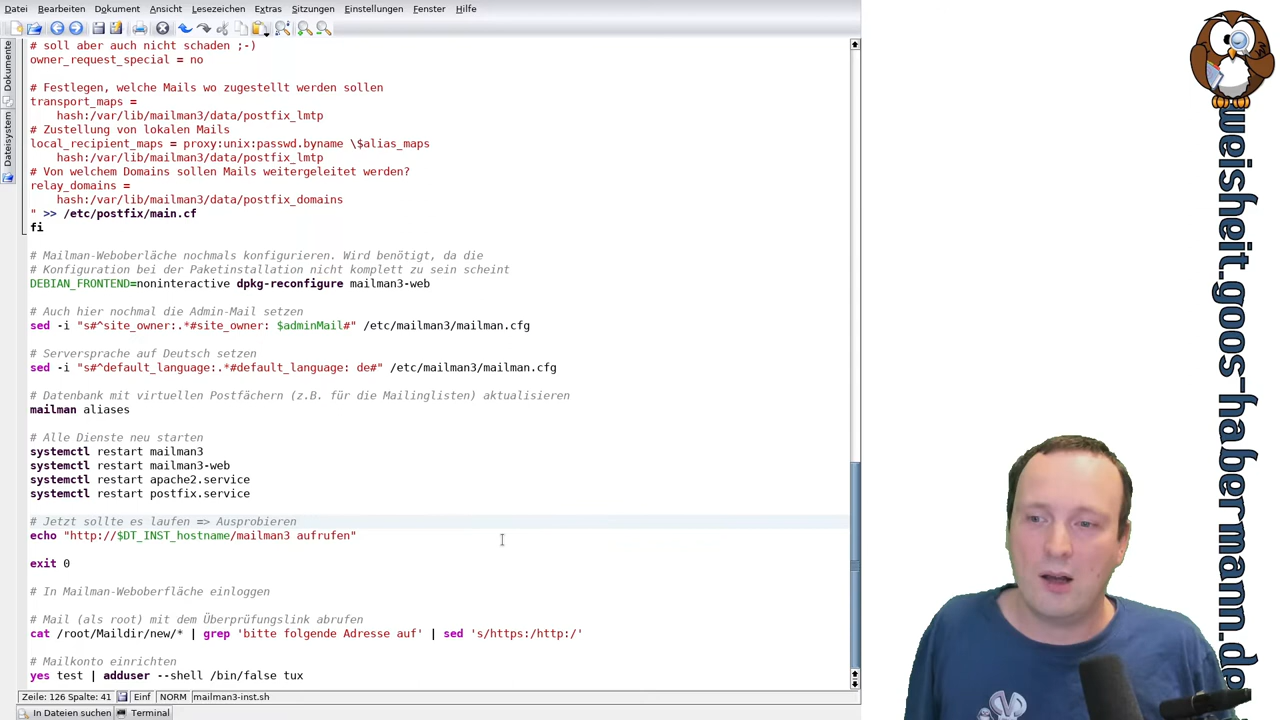 Datei Bearbeiten Dokument Ansicht Lesezeichen Extras Sitzungen Einstellungen Fenster Hilfe
Dokumente
Dateisystem
# soll aber auch nicht schaden ;-)
owner_request_special = no
# Festlegen, welche Mails wo zugestellt werden sollen
transport_maps =
hash:/var/lib/mailman3/data/postfix_lmtp
# Zustellung von lokalen Mails
local_recipient_maps = proxy:unix:passwd.byname \$alias_maps
hash:/var/lib/mailman3/data/postfix_lmtp
# Von welchem Domains sollen Mails weitergeleitet werden?
relay_domains =
hash:/var/lib/mailman3/data/postfix_domains
" >> /etc/postfix/main.cf
fi
# Mailman-Weboberläche nochmals konfigurieren. Wird benötigt, da die
# Konfiguration bei der Paketinstallation nicht komplett zu sein scheint
DEBIAN_FRONTEND=noninteractive dpkg-reconfigure mailman3-web
# Auch hier nochmal die Admin-Mail setzen
sed -i "s#^site_owner:.*#site_owner: $adminMail#" /etc/mailman3/mailman.cfg
# Serversprache auf Deutsch setzen
sed -i "s#^default_language:.*#default_language: de#" /etc/mailman3/mailman.cfg
# Datenbank mit virtuellen Postfächern (z.B. für die Mailinglisten) aktualisieren
mailman aliases
# Alle Dienste neu starten
systemctl restart mailman3
systemctl restart mailman3-web
systemctl restart apache2.service
systemctl restart postfix.service
# Jetzt sollte es laufen => Ausprobieren
echo "http://$DT_INST_hostname/mailman3 aufrufen"
exit 0
# In Mailman-Weboberfläche einloggen
# Mail (als root) mit dem Überprüfungslink abrufen
cat /root/Maildir/new/* | grep 'bitte folgende Adresse auf' | sed 's/https:/http:/'
# Mailkonto einrichten
yes test | adduser --shell /bin/false tux
Zeile: 126 Spalte: 41 Einf NORM mailman3-inst.sh
In Dateien suchen Terminal
weisheit.goos-habermann.de